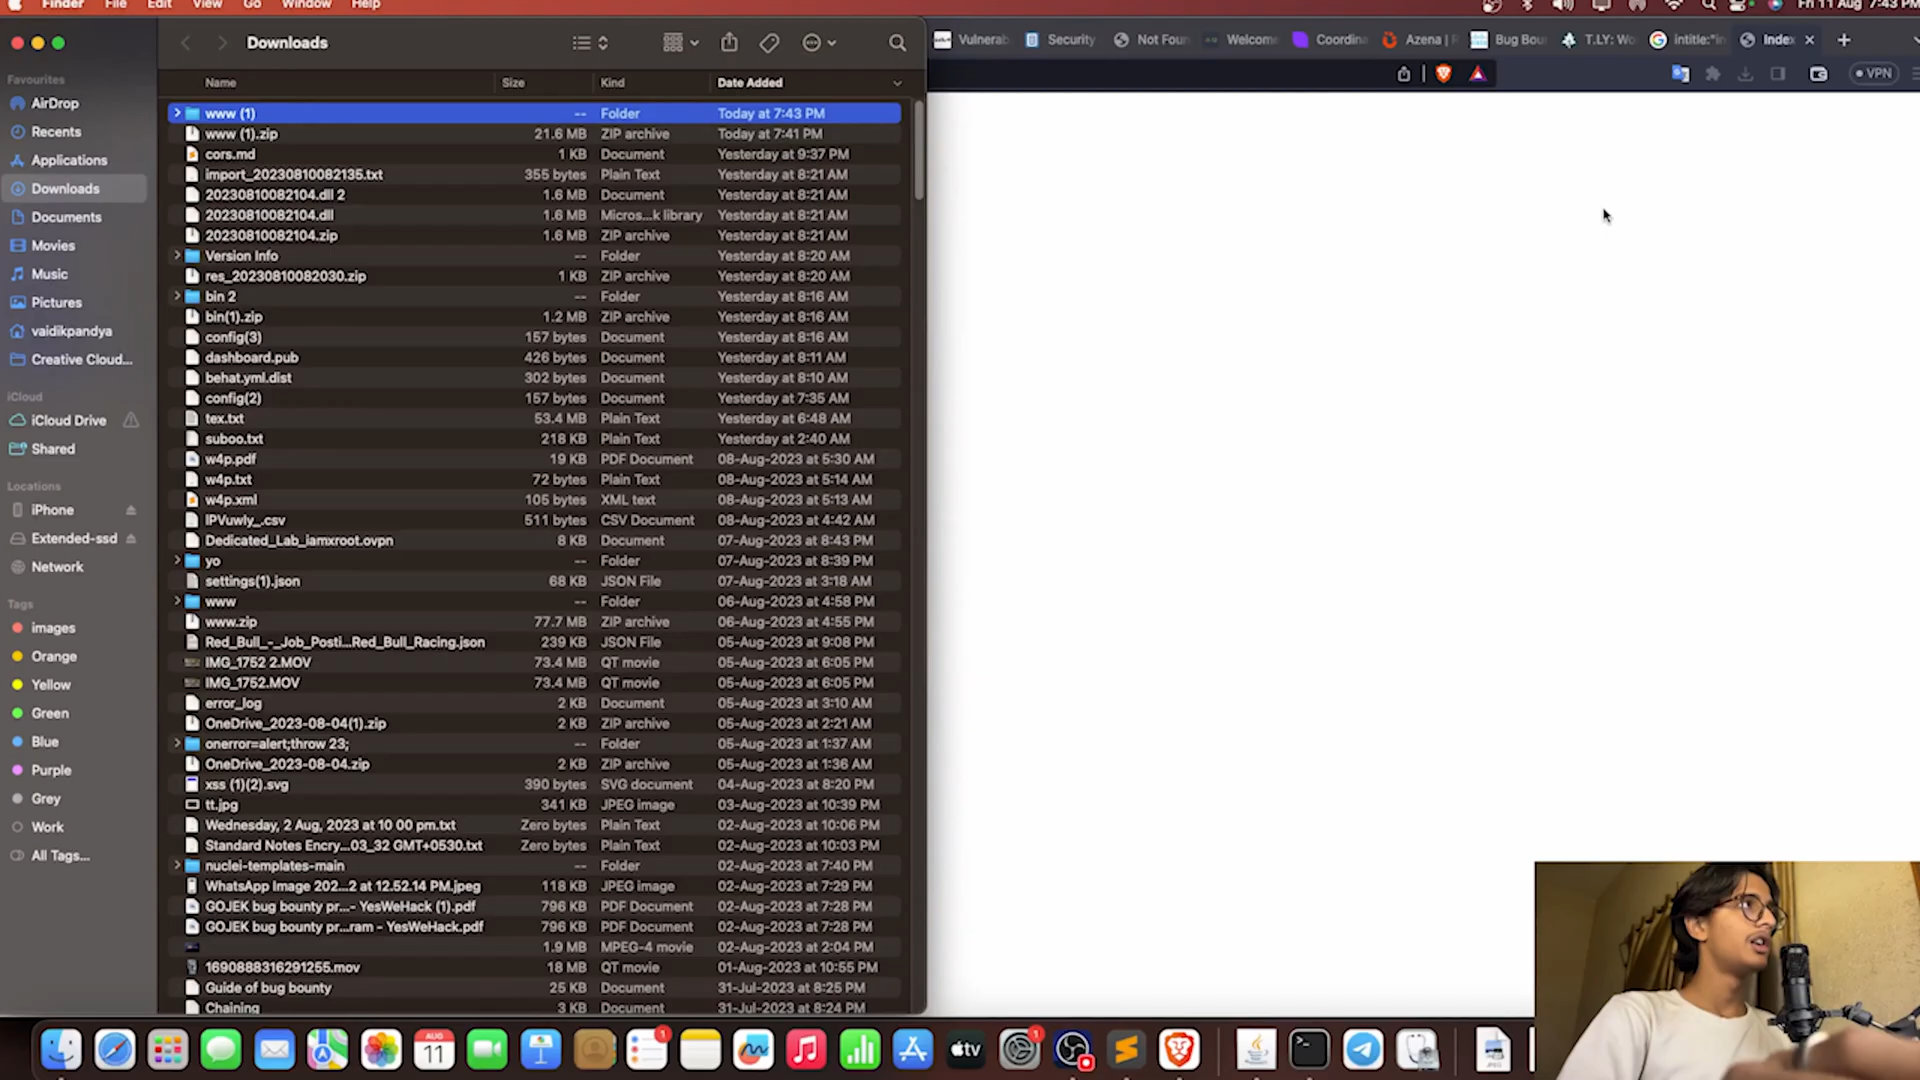 Finder File Edit View Go Window Help Fri 11 Aug 7:43 PM
Downloads
Vulnerab Security Not Foun Welcome Coordin Azena | Bug Bou T.LY: Wo intitle:"in Index
VPN
Name Size Kind Date Added
www (1) -- Folder Today at 7:43 PM
www (1).zip 21.6 MB ZIP archive Today at 7:41 PM
cors.md 1 KB Document Yesterday at 9:37 PM
import_20230810082135.txt 355 bytes Plain Text Yesterday at 8:21 AM
20230810082104.dll 2 1.6 MB Document Yesterday at 8:21 AM
20230810082104.dll 1.6 MB Micros...k library Yesterday at 8:21 AM
20230810082104.zip 1.6 MB ZIP archive Yesterday at 8:21 AM
Version Info -- Folder Yesterday at 8:20 AM
res_20230810082030.zip 1 KB ZIP archive Yesterday at 8:20 AM
bin 2 -- Folder Yesterday at 8:16 AM
bin(1).zip 1.2 MB ZIP archive Yesterday at 8:16 AM
config(3) 157 bytes Document Yesterday at 8:16 AM
dashboard.pub 426 bytes Document Yesterday at 8:11 AM
behat.yml.dist 302 bytes Document Yesterday at 8:10 AM
config(2) 157 bytes Document Yesterday at 7:35 AM
tex.txt 53.4 MB Plain Text Yesterday at 6:48 AM
suboo.txt 218 KB Plain Text Yesterday at 2:40 AM
w4p.pdf 19 KB PDF Document 08-Aug-2023 at 5:30 AM
w4p.txt 72 bytes Plain Text 08-Aug-2023 at 5:14 AM
w4p.xml 105 bytes XML text 08-Aug-2023 at 5:13 AM
IPVuwly_.csv 511 bytes CSV Document 08-Aug-2023 at 4:42 AM
Dedicated_Lab_iamxroot.ovpn 8 KB Document 07-Aug-2023 at 8:43 PM
yo -- Folder 07-Aug-2023 at 8:39 PM
settings(1).json 68 KB JSON File 07-Aug-2023 at 3:18 AM
www -- Folder 06-Aug-2023 at 4:58 PM
www.zip 77.7 MB ZIP archive 06-Aug-2023 at 4:55 PM
Red_Bull_-_Job_Posti...Red_Bull_Racing.json 239 KB JSON File 05-Aug-2023 at 9:08 PM
IMG_1752 2.MOV 73.4 MB QT movie 05-Aug-2023 at 6:05 PM
IMG_1752.MOV 73.4 MB QT movie 05-Aug-2023 at 6:05 PM
error_log 2 KB Document 05-Aug-2023 at 3:10 AM
OneDrive_2023-08-04(1).zip 2 KB ZIP archive 05-Aug-2023 at 2:21 AM
onerror=alert;throw 23; -- Folder 05-Aug-2023 at 1:37 AM
OneDrive_2023-08-04.zip 2 KB ZIP archive 05-Aug-2023 at 1:36 AM
xss (1)(2).svg 390 bytes SVG document 04-Aug-2023 at 8:20 PM
tt.jpg 341 KB JPEG image 03-Aug-2023 at 10:39 PM
Wednesday, 2 Aug, 2023 at 10 00 pm.txt Zero bytes Plain Text 02-Aug-2023 at 10:06 PM
Standard Notes Encry...03_32 GMT+0530.txt Zero bytes Plain Text 02-Aug-2023 at 10:03 PM
nuclei-templates-main -- Folder 02-Aug-2023 at 7:40 PM
WhatsApp Image 202...2 at 12.52.14 PM.jpeg 118 KB JPEG image 02-Aug-2023 at 7:29 PM
GOJEK bug bounty pr...- YesWeHack (1).pdf 796 KB PDF Document 02-Aug-2023 at 7:28 PM
GOJEK bug bounty pr...ram - YesWeHack.pdf 796 KB PDF Document 02-Aug-2023 at 7:28 PM
1.9 MB MPEG-4 movie 02-Aug-2023 at 2:04 PM
1690888316291255.mov 18 MB QT movie 01-Aug-2023 at 10:55 PM
Guide of bug bounty 25 KB Document 31-Jul-2023 at 8:25 PM
Chaining 3 KB Document 31-Jul-2023 at 8:24 PM
Favourites
AirDrop
Recents
Applications
Downloads
Documents
Movies
Music
Pictures
vaidikpandya
Creative Cloud...
iCloud
iCloud Drive
Shared
Locations
iPhone
Extended-ssd
Network
Tags
images
Orange
Yellow
Green
Blue
Purple
Grey
Work
All Tags...
AUG
11
1
tv
1
JPEG